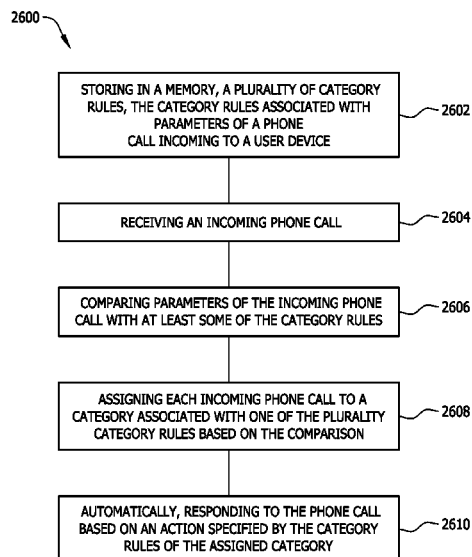 2600
STORING IN A MEMORY, A PLURALITY OF CATEGORY
RULES, THE CATEGORY RULES ASSOCIATED WITH
PARAMETERS OF A PHONE
CALL INCOMING TO A USER DEVICE
2602
RECEIVING AN INCOMING PHONE CALL
2604
COMPARING PARAMETERS OF THE INCOMING PHONE
CALL WITH AT LEAST SOME OF THE CATEGORY RULES
2606
ASSIGNING EACH INCOMING PHONE CALL TO A
CATEGORY ASSOCIATED WITH ONE OF THE PLURALITY
CATEGORY RULES BASED ON THE COMPARISON
2608
AUTOMATICALLY, RESPONDING TO THE PHONE CALL
BASED ON AN ACTION SPECIFIED BY THE CATEGORY
RULES OF THE ASSIGNED CATEGORY
2610